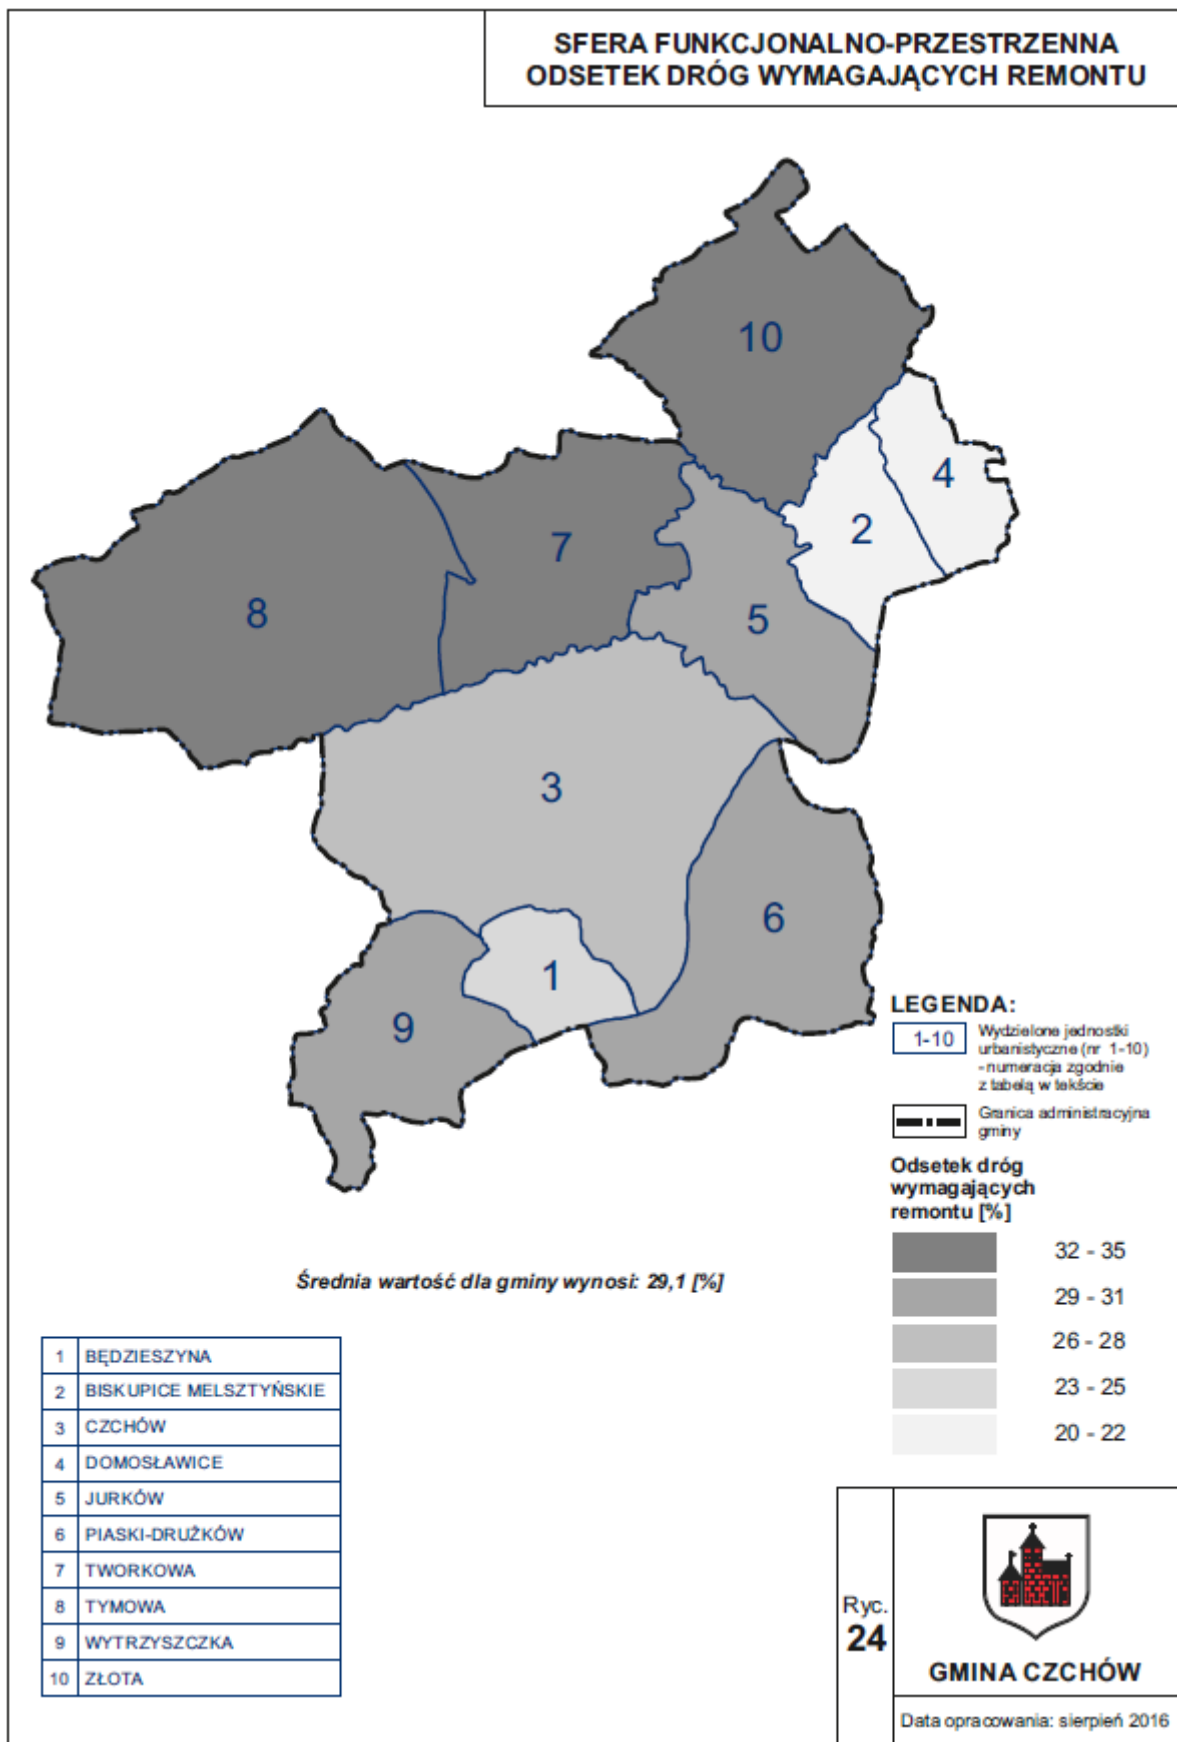 SFERA FUNKCJONALNO-PRZESTRZENNA
ODSETEK DRÓG WYMAGAJĄCYCH REMONTU
10
4
2
7
8
5
3
6
1
9
LEGENDA:
1-10
Wydzielone jednostki
urbanistyczne (nr 1-10)
- numeracja zgodnie
z tabelą w tekście
Granica administracyjna
gminy
Odsetek dróg
wymagających
remontu [%]
32 - 35
29 - 31
26 - 28
23 - 25
20 - 22
Średnia wartość dla gminy wynosi: 29,1 [%]
1 BĘDZIESZYNA
2 BISKUPICE MELSZTYŃSKIE
3 CZCHÓW
4 DOMOSŁAWICE
5 JURKÓW
6 PIASKI-DRUŻKÓW
7 TWORKOWA
8 TYMOWA
9 WYTRZYSZCZKA
10 ZŁOTA
Ryc.
24
GMINA CZCHÓW
Data opracowania: sierpień 2016